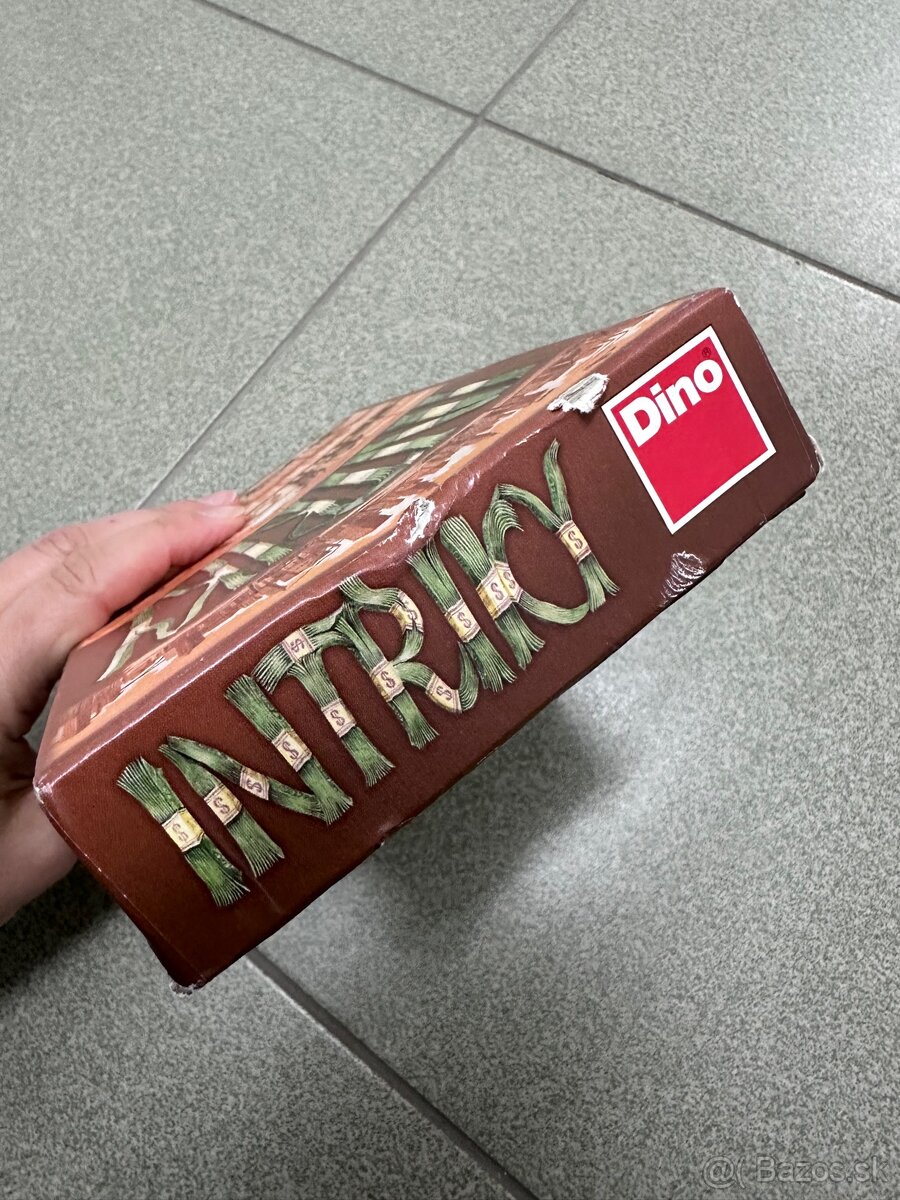 Dino®
INTRIKY
$ $ $ $ $ $ $ $ $ $ $ $ $
@( Bazos.sk